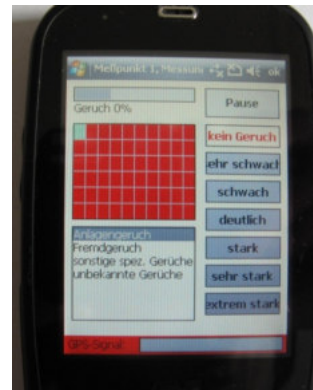 Meßpunkt 1, Messun ok
Geruch 0%
Pause
kein Geruch
ehr schwach
schwach
deutlich
stark
sehr stark
extrem stark
Anlagengeruch
Fremdgeruch
sonstige spez. Gerüche
unbekannte Gerüche
GPS-Signal: